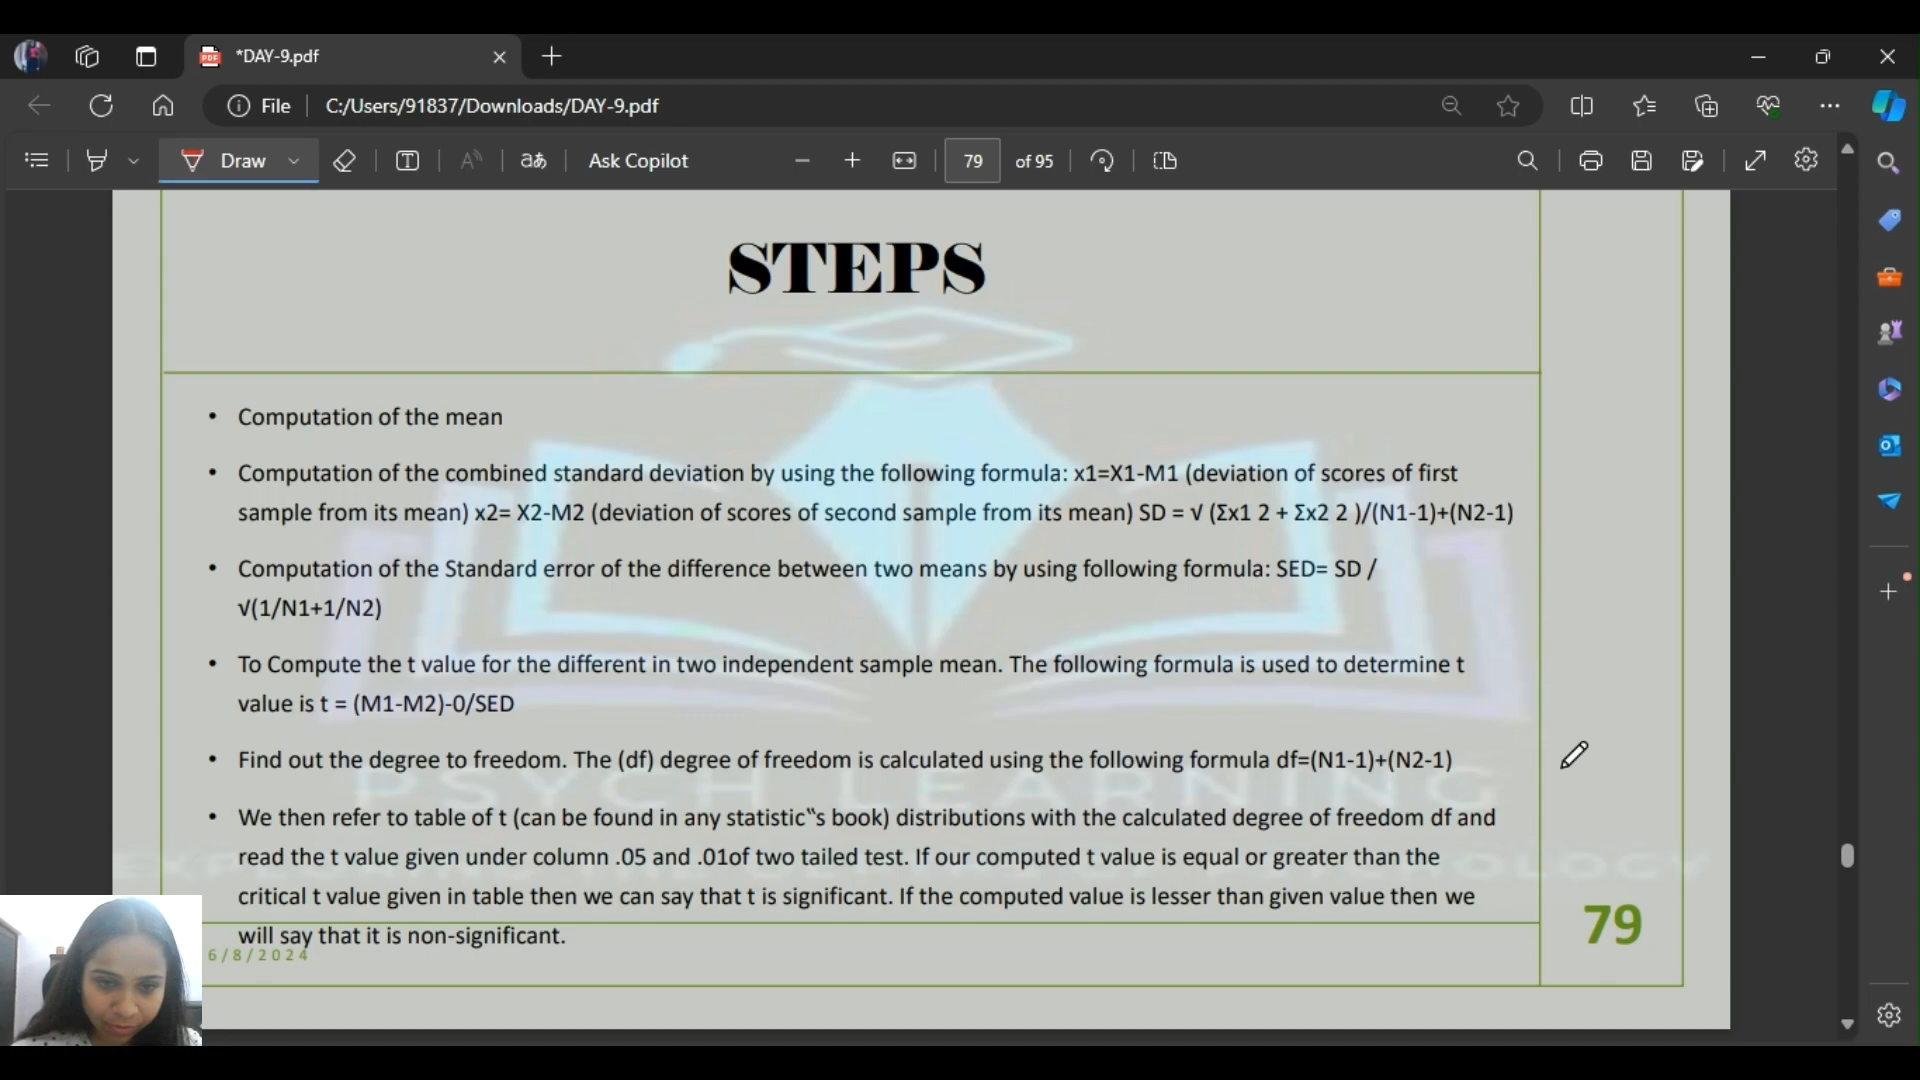 *DAY-9.pdf
File
C:/Users/91837/Downloads/DAY-9.pdf
PDF
Draw
T
A
aあ
Ask Copilot
79
of 95
STEPS
• Computation of the mean
• Computation of the combined standard deviation by using the following formula: x1=X1-M1 (deviation of scores of first
sample from its mean) x2= X2-M2 (deviation of scores of second sample from its mean) SD = √ (Σx1 2 + Σx2 2 )/(N1-1)+(N2-1)
• Computation of the Standard error of the difference between two means by using following formula: SED= SD /
√(1/N1+1/N2)
• To Compute the t value for the different in two independent sample mean. The following formula is used to determine t
value is t = (M1-M2)-0/SED
• Find out the degree to freedom. The (df) degree of freedom is calculated using the following formula df=(N1-1)+(N2-1)
PSYCH LEARNING
• We then refer to table of t (can be found in any statistic‟s book) distributions with the calculated degree of freedom df and
read the t value given under column .05 and .01of two tailed test. If our computed t value is equal or greater than the
EXPLORING THE DEPTHS OF PSYCHOLOGY
critical t value given in table then we can say that t is significant. If the computed value is lesser than given value then we
will say that it is non-significant.
6/8/2024
79